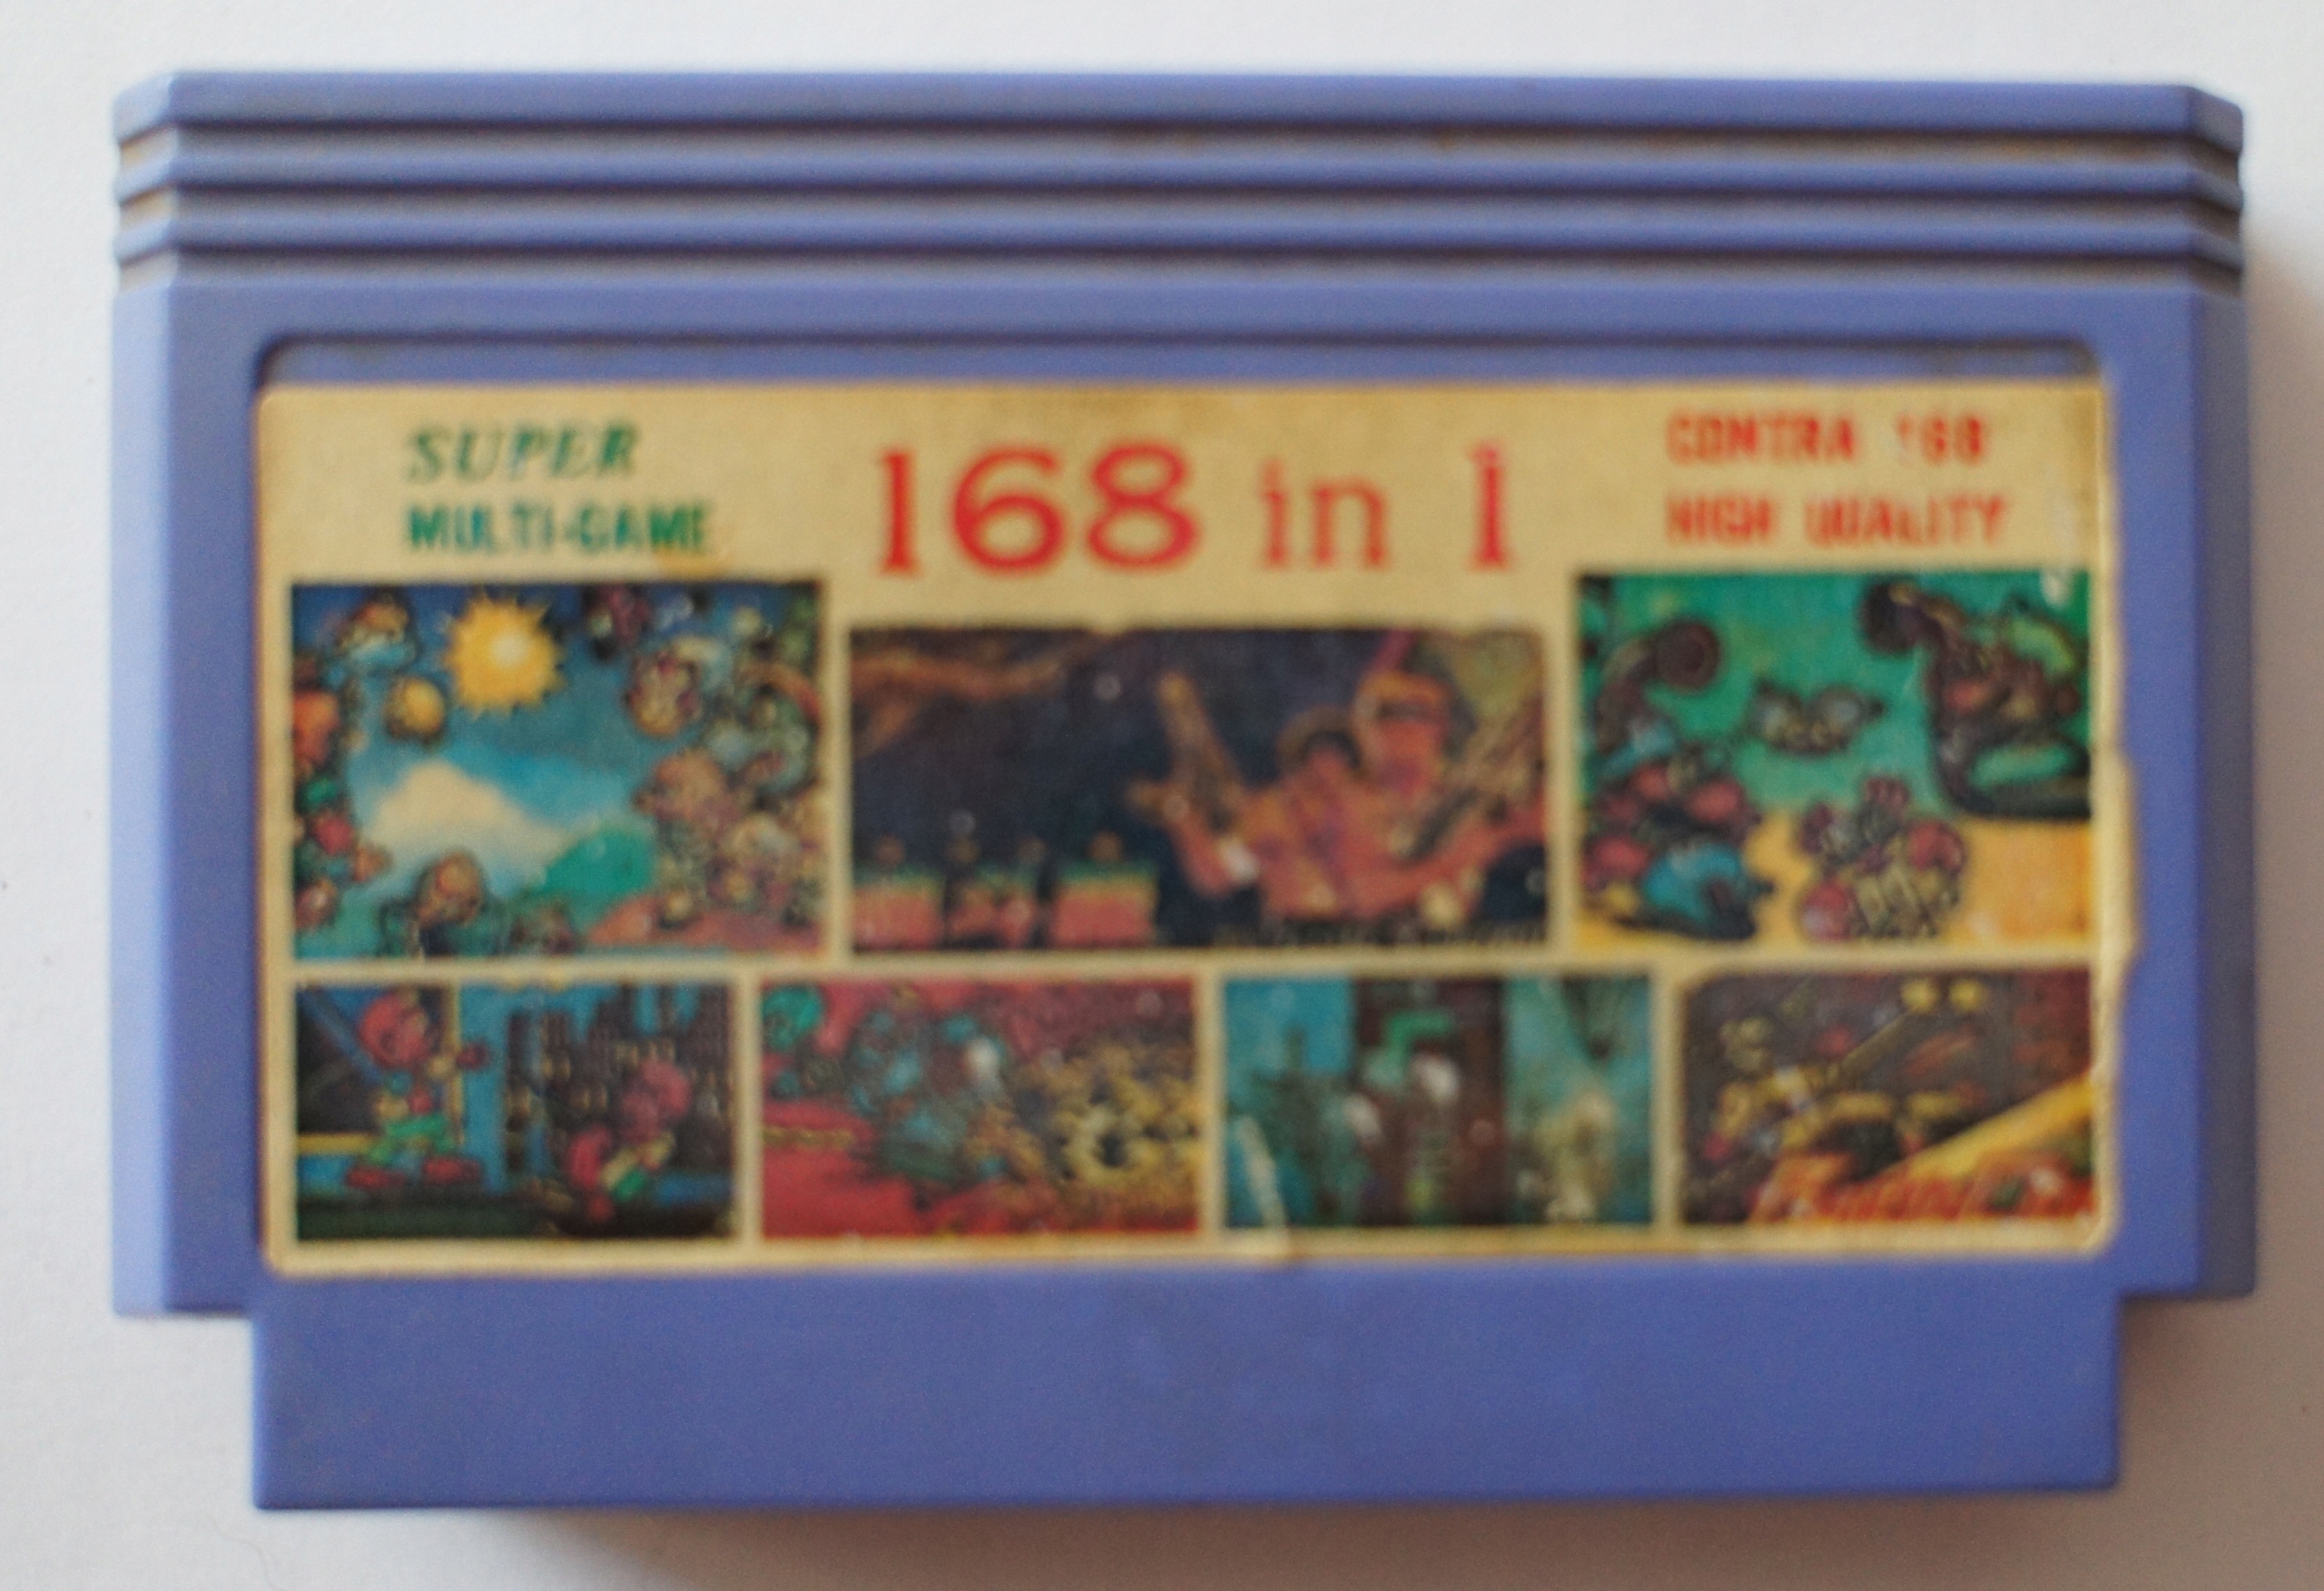 SUPER
MULTI-GAME
168 in 1
CONTRA 168
HIGH QUALITY